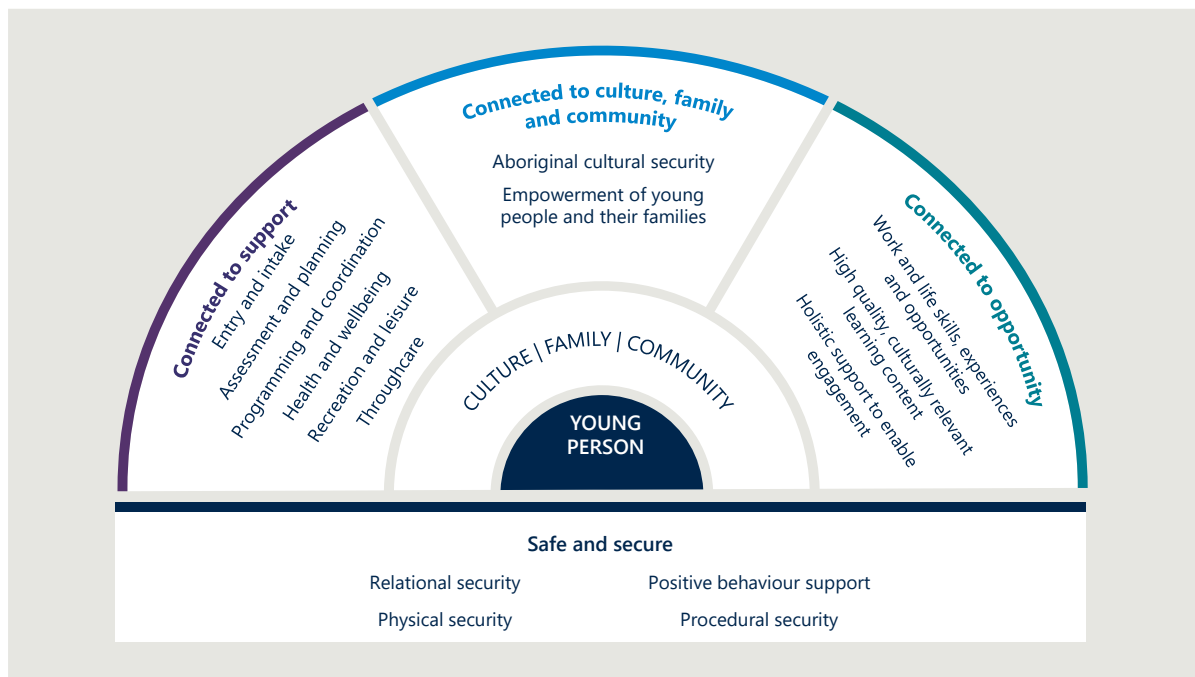 Connected to culture, family
and community
Aboriginal cultural security
Empowerment of young
people and their families
Connected to support
Entry and intake
Assessment and planning
Programming and coordination
Health and wellbeing
Recreation and leisure
Throughcare
Connected to opportunity
Work and life skills, experiences
and opportunities
High quality, culturally relevant
learning content
Holistic support to enable
engagement
CULTURE | FAMILY | COMMUNITY
YOUNG
PERSON
Safe and secure
Relational security
Positive behaviour support
Physical security
Procedural security